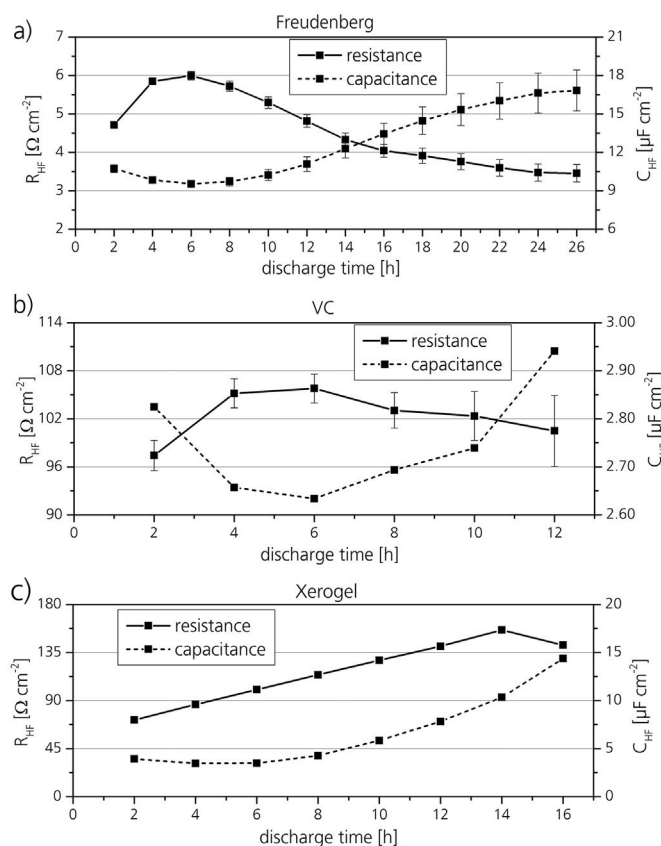 a)
Freudenberg
resistance
capacitance
R_HF [Ω cm⁻²]
7
6
5
4
3
2
C_HF [µF cm⁻²]
21
18
15
12
9
6
0 2 4 6 8 10 12 14 16 18 20 22 24 26
discharge time [h]
b)
VC
resistance
capacitance
R_HF [Ω cm⁻²]
114
108
102
96
90
[µF cm⁻²]
3.00
2.90
2.80
2.70
2.60
0 2 4 6 8 10 12
discharge time [h]
c)
Xerogel
resistance
capacitance
R_HF [Ω cm⁻²]
180
135
90
45
0
C_HF [µF cm⁻²]
20
15
10
5
0
0 2 4 6 8 10 12 14 16
discharge time [h]